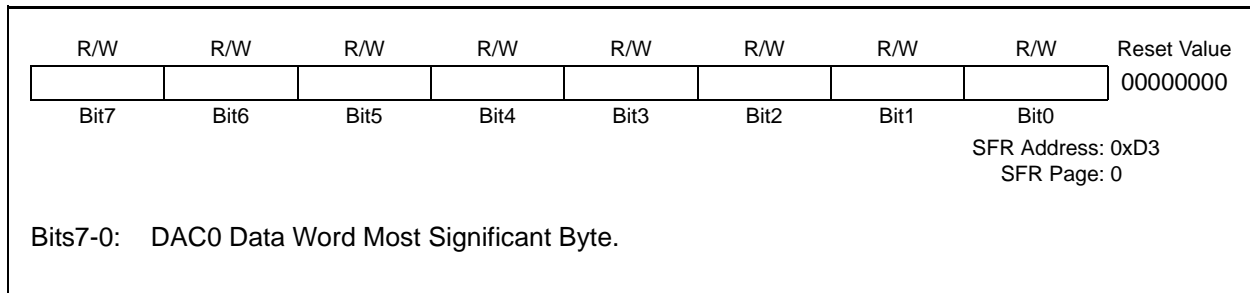 R/W R/W R/W R/W R/W R/W R/W R/W Reset Value
00000000
Bit7 Bit6 Bit5 Bit4 Bit3 Bit2 Bit1 Bit0
SFR Address: 0xD3
SFR Page: 0
Bits7-0: DAC0 Data Word Most Significant Byte.